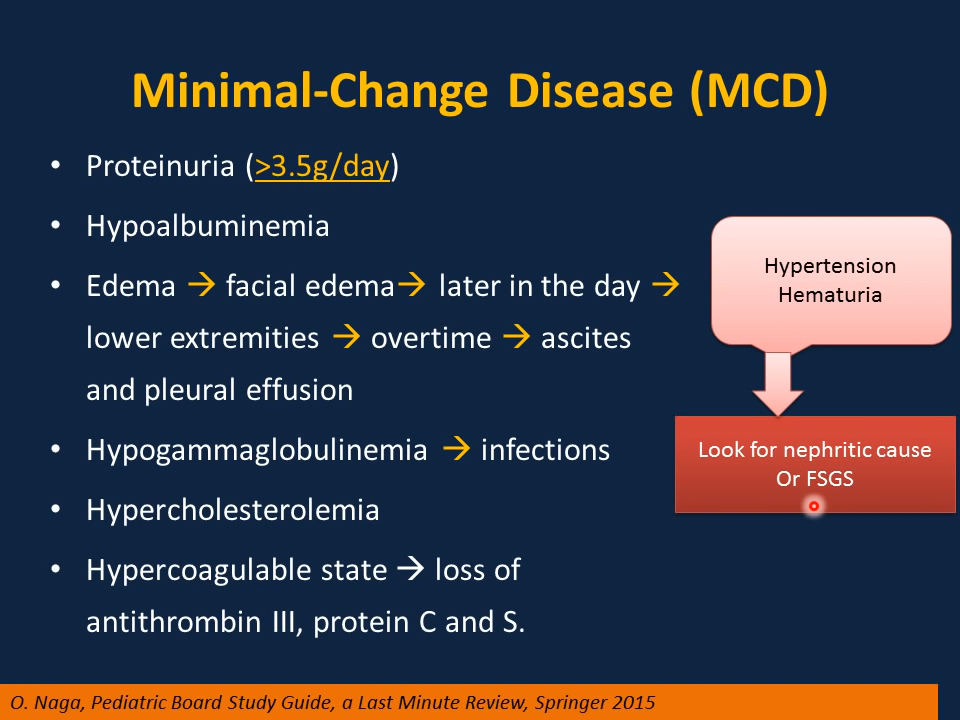 Minimal-Change Disease (MCD)
• Proteinuria (>3.5g/day)
• Hypoalbuminemia
• Edema → facial edema→ later in the day →
lower extremities → overtime → ascites
and pleural effusion
• Hypogammaglobulinemia → infections
• Hypercholesterolemia
• Hypercoagulable state → loss of
antithrombin III, protein C and S.
Hypertension
Hematuria
Look for nephritic cause
Or FSGS
O. Naga, Pediatric Board Study Guide, a Last Minute Review, Springer 2015